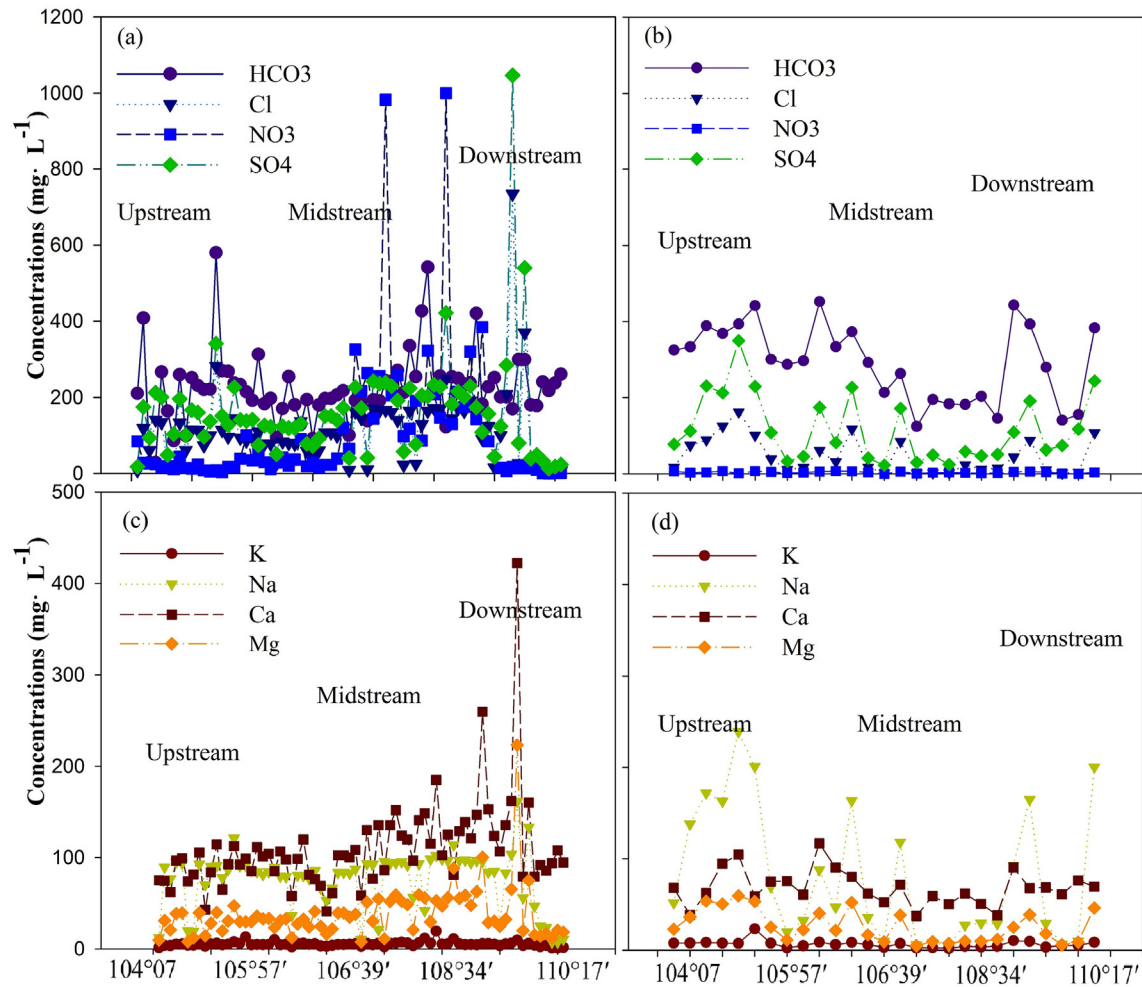 (a)
HCO3
Cl
NO3
SO4
Upstream
Midstream
Downstream
1200
1000
800
600
400
200
0
Concentrations (mg· L-1)
(b)
HCO3
Cl
NO3
SO4
Upstream
Midstream
Downstream
(c)
K
Na
Ca
Mg
Upstream
Midstream
Downstream
500
400
300
200
100
0
Concentrations (mg· L-1)
104°07 105°57' 106°39' 108°34' 110°17'
(d)
K
Na
Ca
Mg
Upstream
Midstream
Downstream
104°07 105°57' 106°39' 108°34' 110°17'